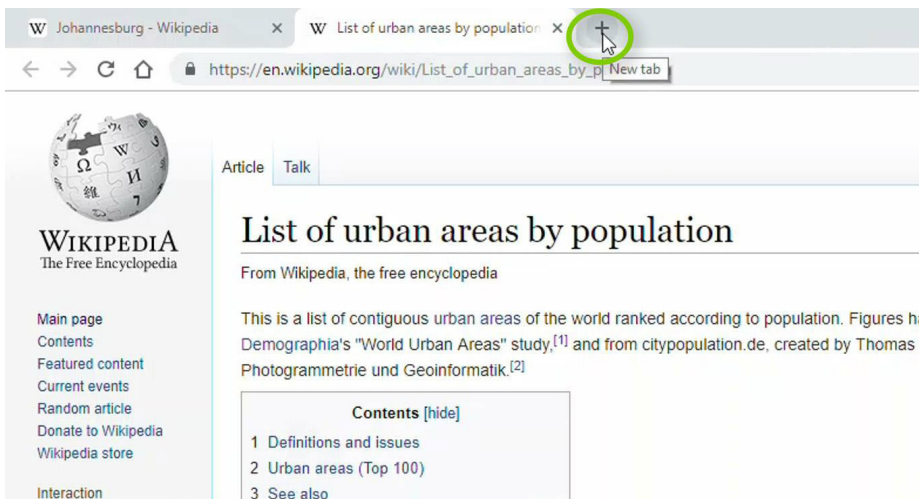 Johannesburg - Wikipedia
List of urban areas by population
https://en.wikipedia.org/wiki/List_of_urban_areas_by_p
New tab
WIKIPEDIA
The Free Encyclopedia
Main page
Contents
Featured content
Current events
Random article
Donate to Wikipedia
Wikipedia store
Interaction
Article Talk
List of urban areas by population
From Wikipedia, the free encyclopedia
This is a list of contiguous urban areas of the world ranked according to population. Figures
Demographia's "World Urban Areas" study,[1] and from citypopulation.de, created by Thomas
Photogrammetrie und Geoinformatik.[2]
Contents [hide]
1 Definitions and issues
2 Urban areas (Top 100)
3 See also